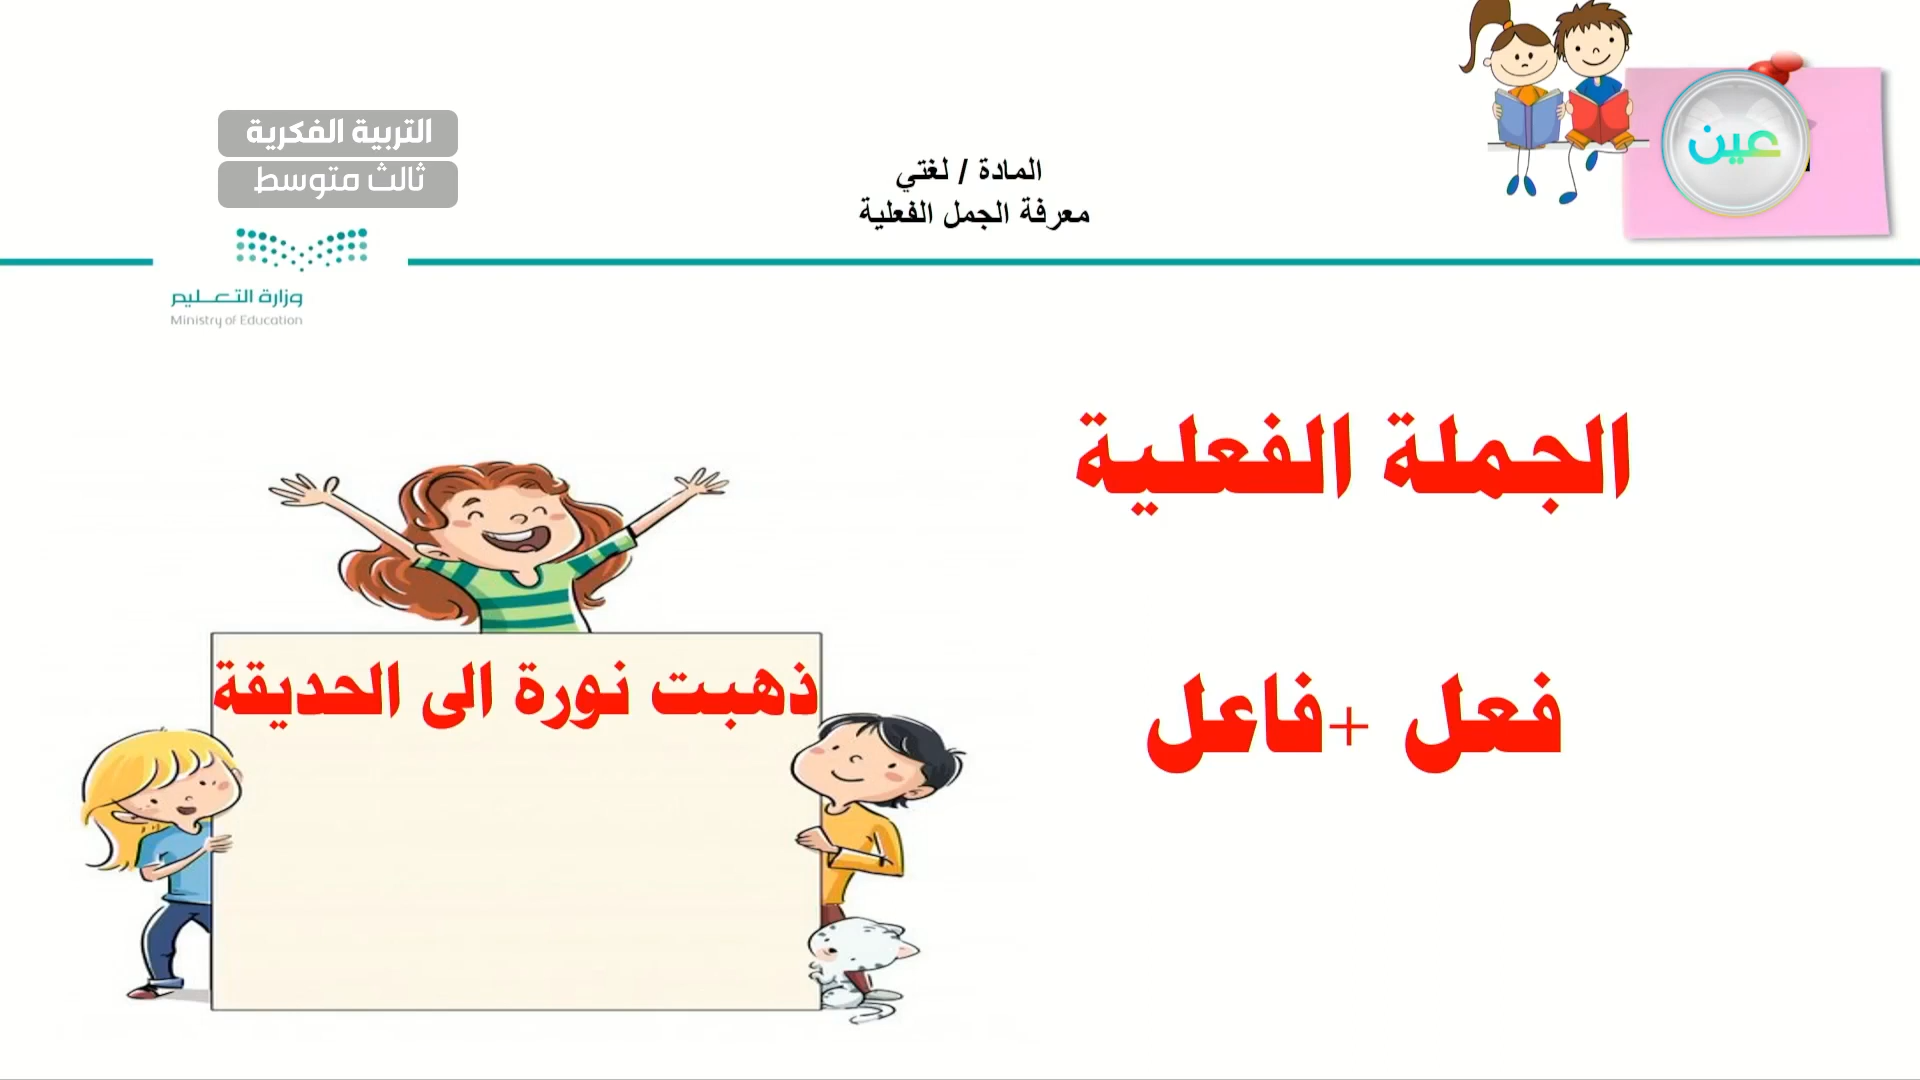 عين
التربية الفكرية
ثالث متوسط
المادة / لغتي
معرفة الجمل الفعلية
وزارة التعـــليم
Ministry of Education
الجملة الفعلية
فعل +فاعل
ذهبت نورة الى الحديقة